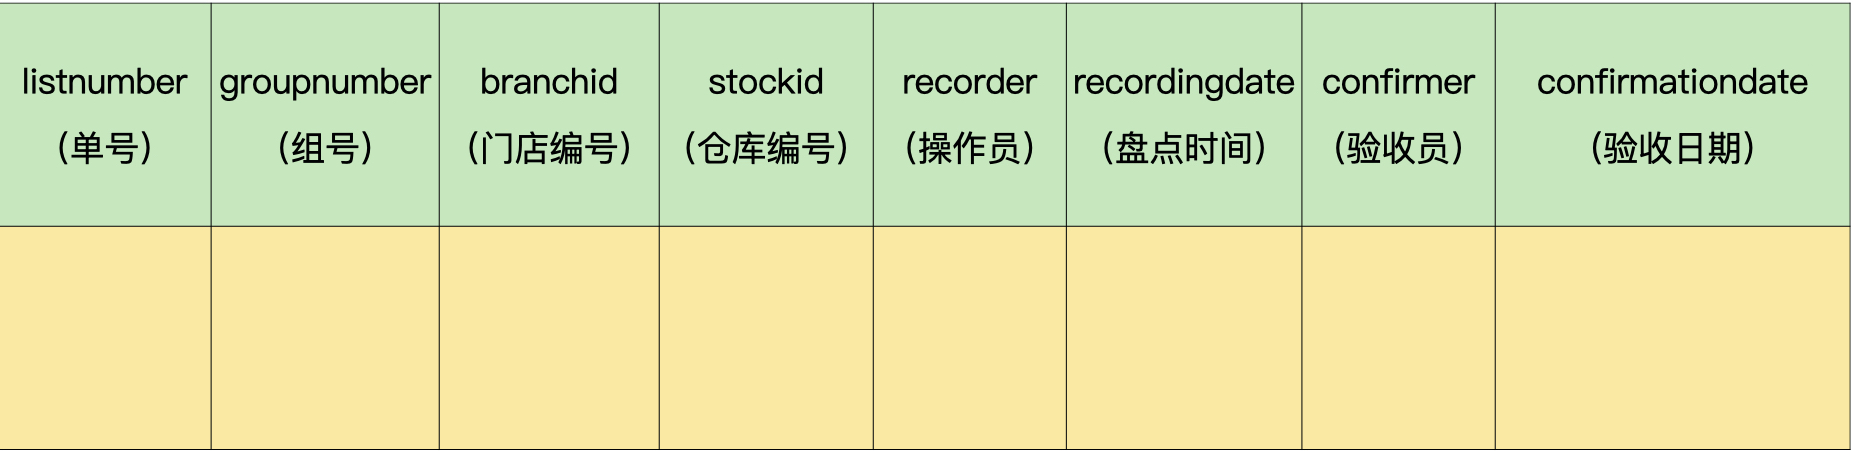 listnumber
（单号）
groupnumber
（组号）
branchid
（门店编号）
stockid
（仓库编号）
recorder
（操作员）
recordingdate
（盘点时间）
confirmer
（验收员）
confirmationdate
（验收日期）